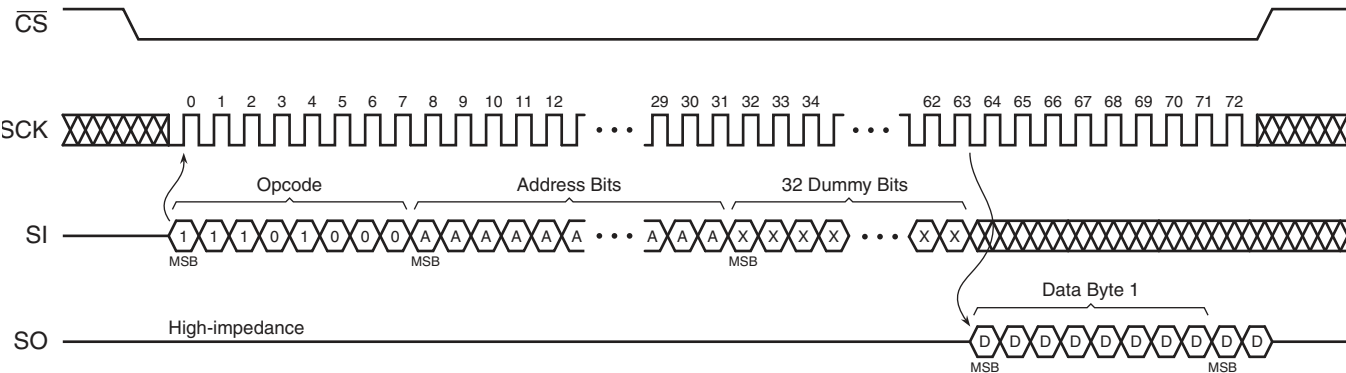 CS
0 1 2 3 4 5 6 7 8 9 10 11 12 29 30 31 32 33 34 62 63 64 65 66 67 68 69 70 71 72
SCK
Opcode Address Bits 32 Dummy Bits
SI 1 1 1 0 1 0 0 0 A A A A A A A A A X X X X X X
MSB MSB MSB
Data Byte 1
High-impedance
SO D D D D D D D D D D
MSB MSB